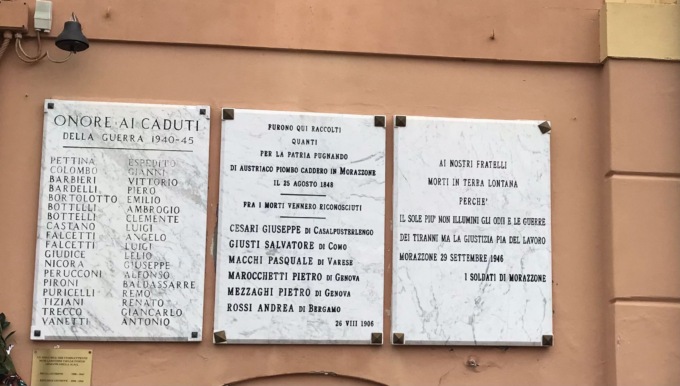 ONORE AI CADUTI
DELLA GUERRA 1940-45
PETTINA ESPEDITO
COLOMBO GIANNI
BARBIERI VITTORIO
BARDELLI PIERO
BORTOLOTTO EMILIO
BOTTELLI AMBROGIO
BOTTELLI CLEMENTE
CASTANO LUIGI
FALCETTI ANGELO
FALCETTI LUIGI
GIUDICE LELIO
NICORA GIUSEPPE
PERUCCONI ALFONSO
PIRONI BALDASSARRE
PURICELLI REMO
TIZIANI RENATO
TRECCO GIANCARLO
VANETTI ANTONIO
FURONO QUI RACCOLTI
QUANTI
PER LA PATRIA PUGNANDO
DI AUSTRIACO PIOMBO CADDERO IN MORAZZONE
IL 25 AGOSTO 1848
FRA I MORTI VENNERO RICONOSCIUTI
CESARI GIUSEPPE DI CASALPUSTERLENGO
GIUSTI SALVATORE DI COMO
MACCHI PASQUALE DI VARESE
MAROCCHETTI PIETRO DI GENOVA
MEZZAGHI PIETRO DI GENOVA
ROSSI ANDREA DI BERGAMO
26 VIII 1906
AI NOSTRI FRATELLI
MORTI IN TERRA LONTANA
PERCHE'
IL SOLE PIU' NON ILLUMINI GLI ODII E LE GUERRE
DEI TIRANNI MA LA GIUSTIZIA PIA DEL LAVORO
MORAZZONE 29 SETTEMBRE 1946
I SOLDATI DI MORAZZONE